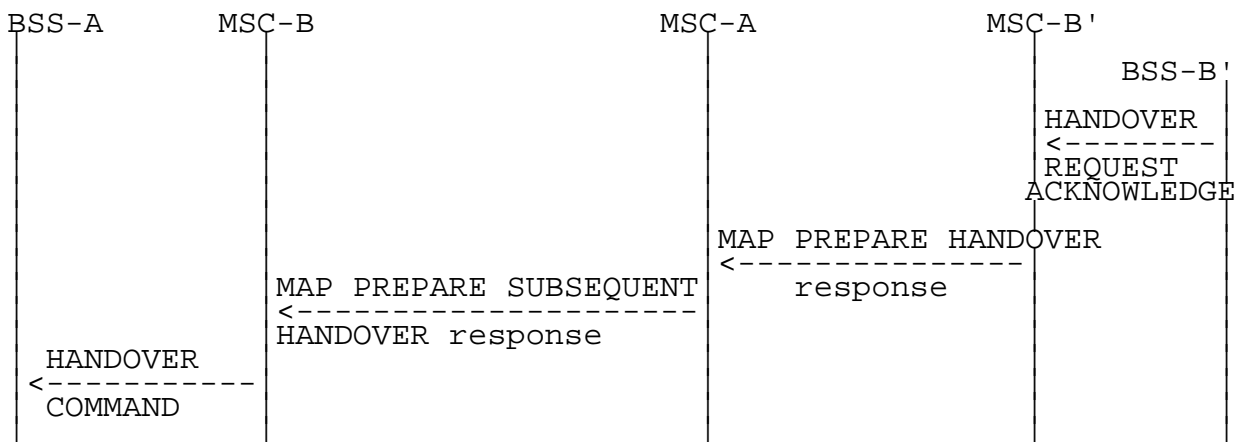 BSS-A MSC-B MSC-A MSC-B'
BSS-B'
HANDOVER
REQUEST
ACKNOWLEDGE
MAP PREPARE HANDOVER
response
MAP PREPARE SUBSEQUENT
HANDOVER response
HANDOVER
COMMAND